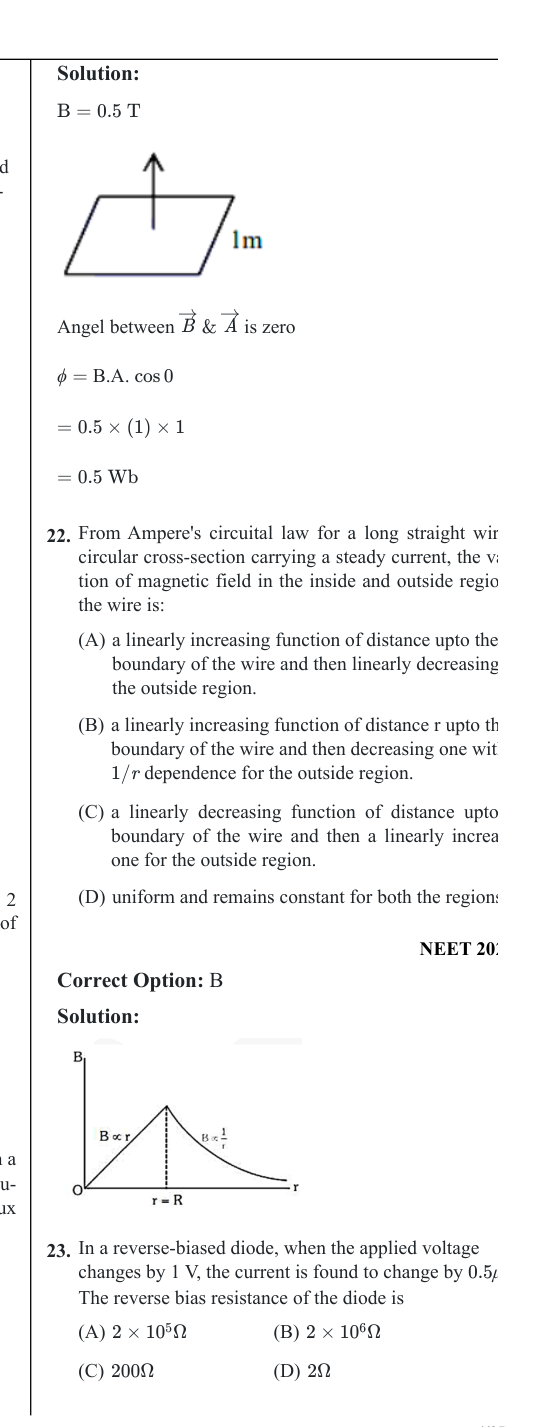 Solution:
B = 0.5 T
d
-
1m
Angel between \(\overrightarrow{B}\) & \(\overrightarrow{A}\) is zero
ϕ = B.A. cos 0
= 0.5 × (1) × 1
= 0.5 Wb
22. From Ampere's circuital law for a long straight wir
circular cross-section carrying a steady current, the va
tion of magnetic field in the inside and outside regio
the wire is:
(A) a linearly increasing function of distance upto the
boundary of the wire and then linearly decreasing
the outside region.
(B) a linearly increasing function of distance r upto th
boundary of the wire and then decreasing one wit
1/r dependence for the outside region.
(C) a linearly decreasing function of distance upto
boundary of the wire and then a linearly increa
one for the outside region.
2
of
(D) uniform and remains constant for both the regions
NEET 20
Correct Option: B
Solution:
B
B ∝ r
B ∝ 1/r
O
r
r = R
a
u-
ux
23. In a reverse-biased diode, when the applied voltage
changes by 1 V, the current is found to change by 0.5μ
The reverse bias resistance of the diode is
(A) 2 × 10⁵Ω (B) 2 × 10⁶Ω
(C) 200Ω (D) 2Ω